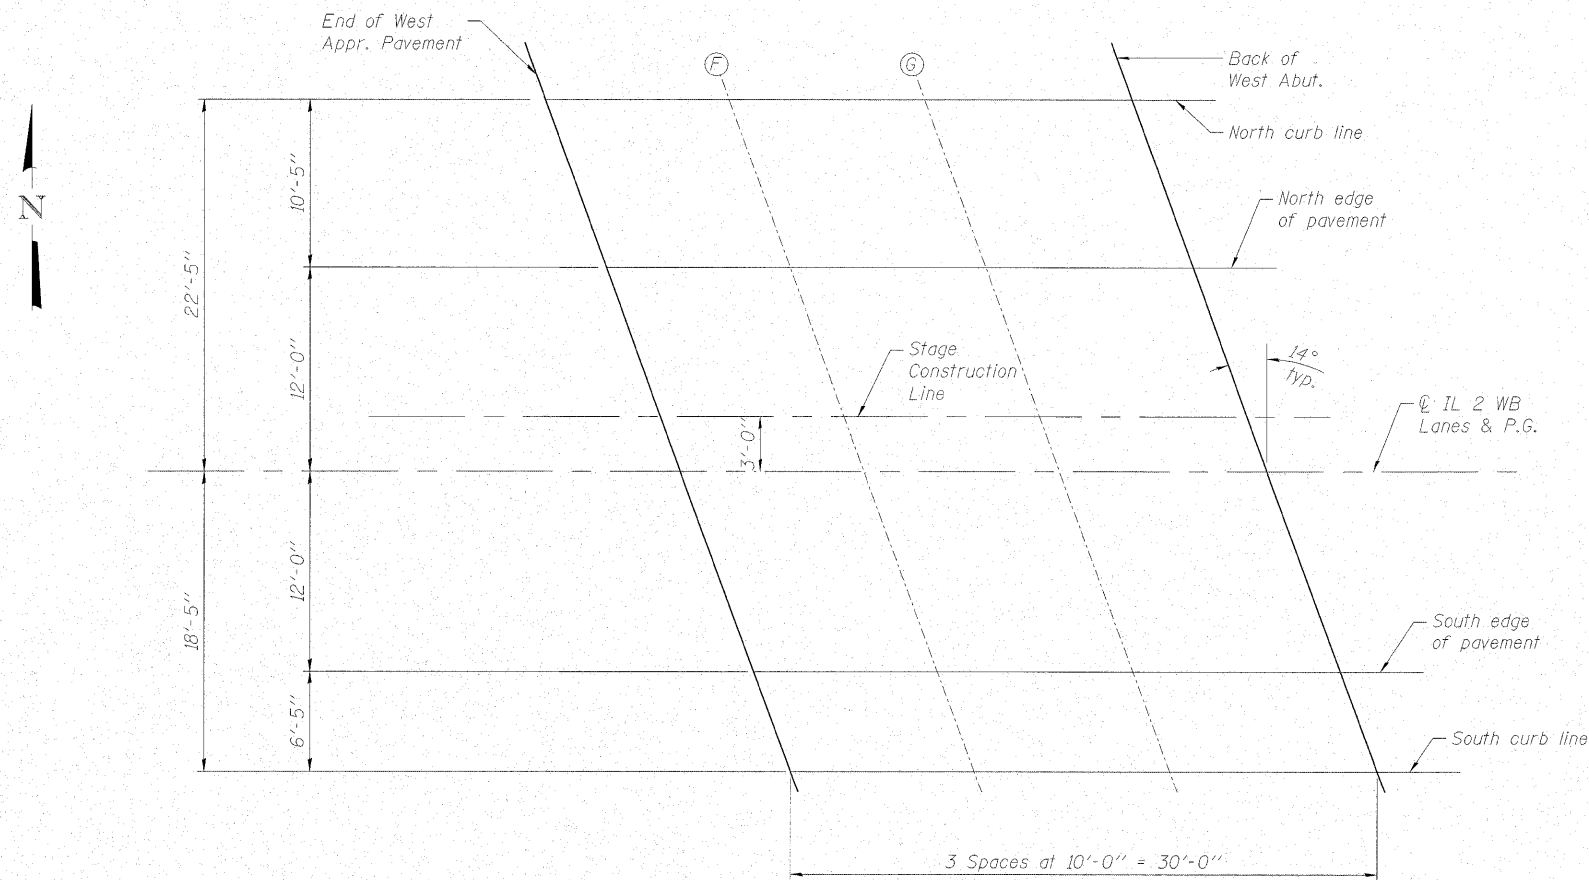 End of West
Appr. Pavement
F
G
Back of
West Abut.
North curb line
N
10'-5"
North edge
of pavement
22'-5"
12'-0"
Stage
Construction
Line
14°
typ.
3'-0"
℄ IL 2 WB
Lanes & P.G.
12'-0"
18'-5"
South edge
of pavement
6'-5"
South curb line
3 Spaces at 10'-0" = 30'-0"